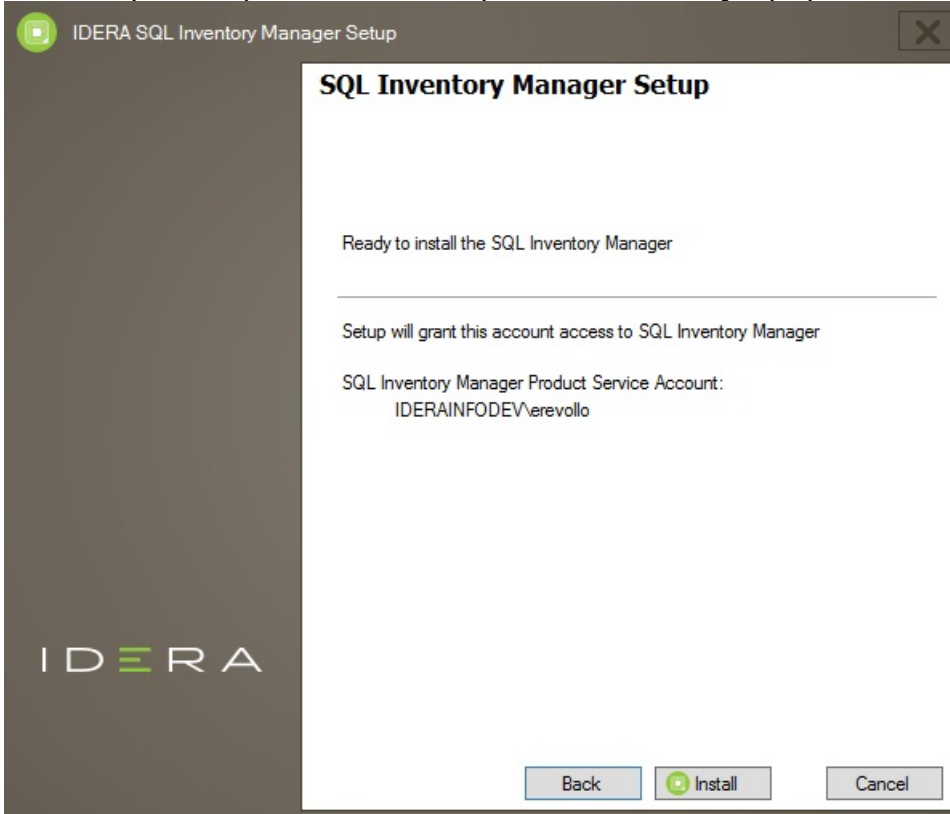 IDERA SQL Inventory Manager Setup
SQL Inventory Manager Setup
Ready to install the SQL Inventory Manager
Setup will grant this account access to SQL Inventory Manager
SQL Inventory Manager Product Service Account:
IDERAINFODEV\erevollo
IDERA
Back
Install
Cancel